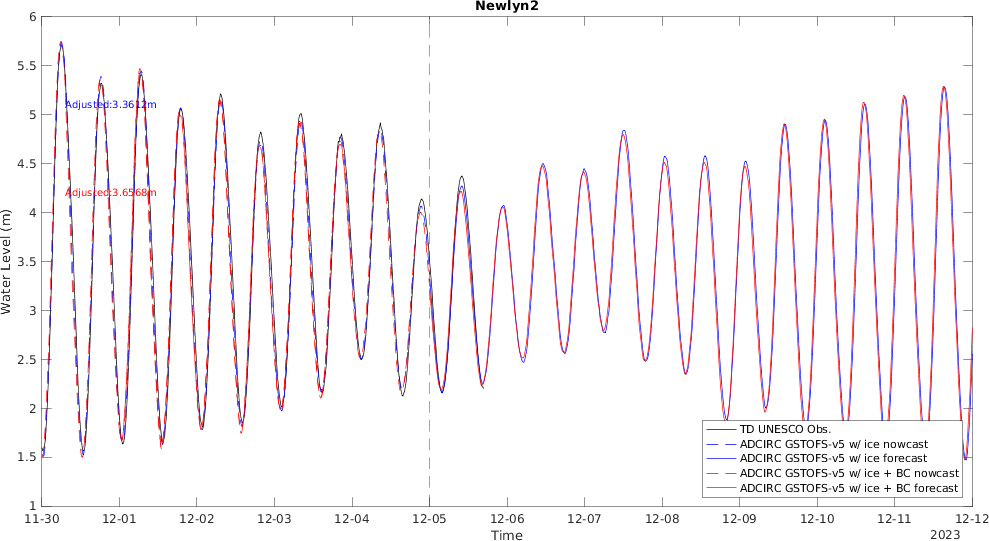 Newlyn2
6
5.5
5
4.5
4
3.5
3
2.5
2
1.5
1
Water Level (m)
Adjusted:3.3612m
Adjusted:3.6568m
TD UNESCO Obs.
ADCIRC GSTOFS-v5 w/ ice nowcast
ADCIRC GSTOFS-v5 w/ ice forecast
ADCIRC GSTOFS-v5 w/ ice + BC nowcast
ADCIRC GSTOFS-v5 w/ ice + BC forecast
11-30 12-01 12-02 12-03 12-04 12-05 12-06 12-07 12-08 12-09 12-10 12-11 12-12
Time
2023